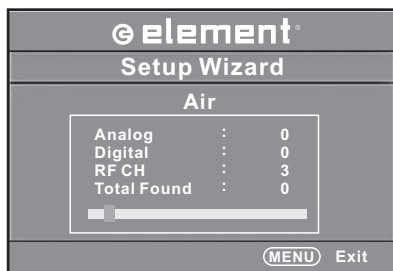 element
Setup Wizard
Air
Analog : 0
Digital : 0
RF CH : 3
Total Found : 0
MENU Exit